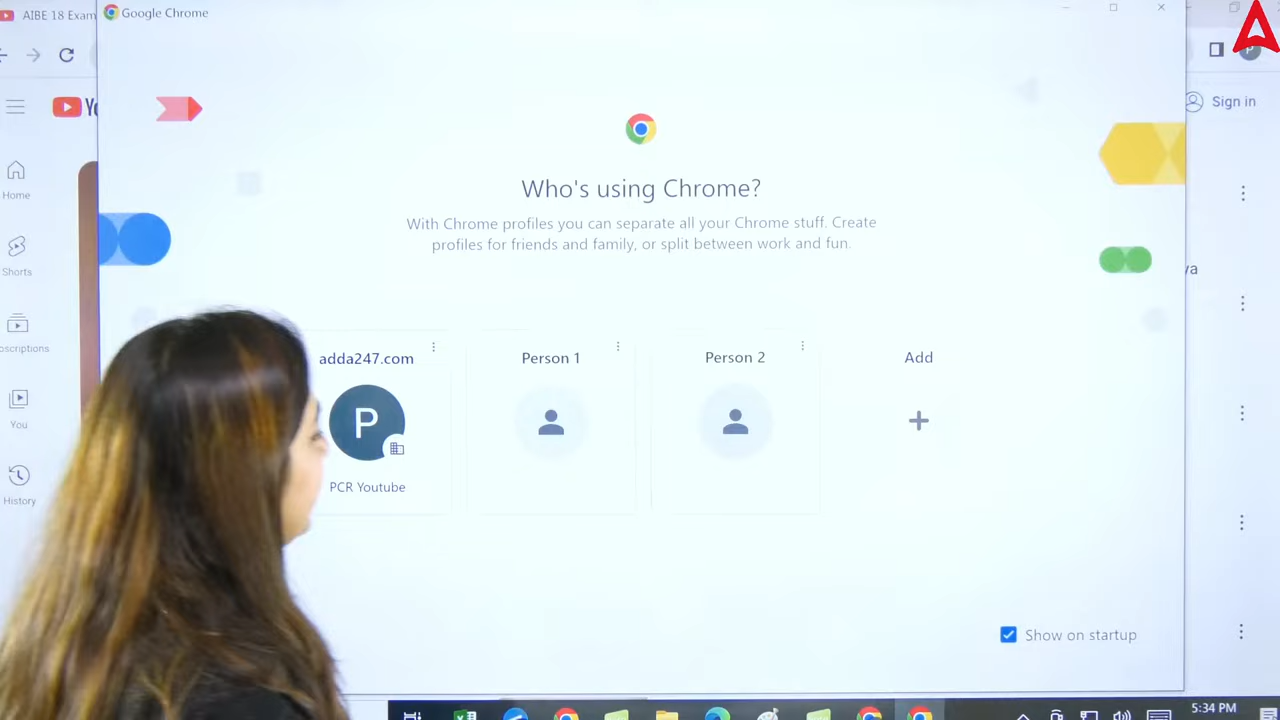 AIBE 18 Exam
Google Chrome
Sign in
Home
Shorts
You
History
Who's using Chrome?
With Chrome profiles you can separate all your Chrome stuff. Create
profiles for friends and family, or split between work and fun.
adda247.com
P
PCR Youtube
Person 1
Person 2
Add
Show on startup
5:34 PM